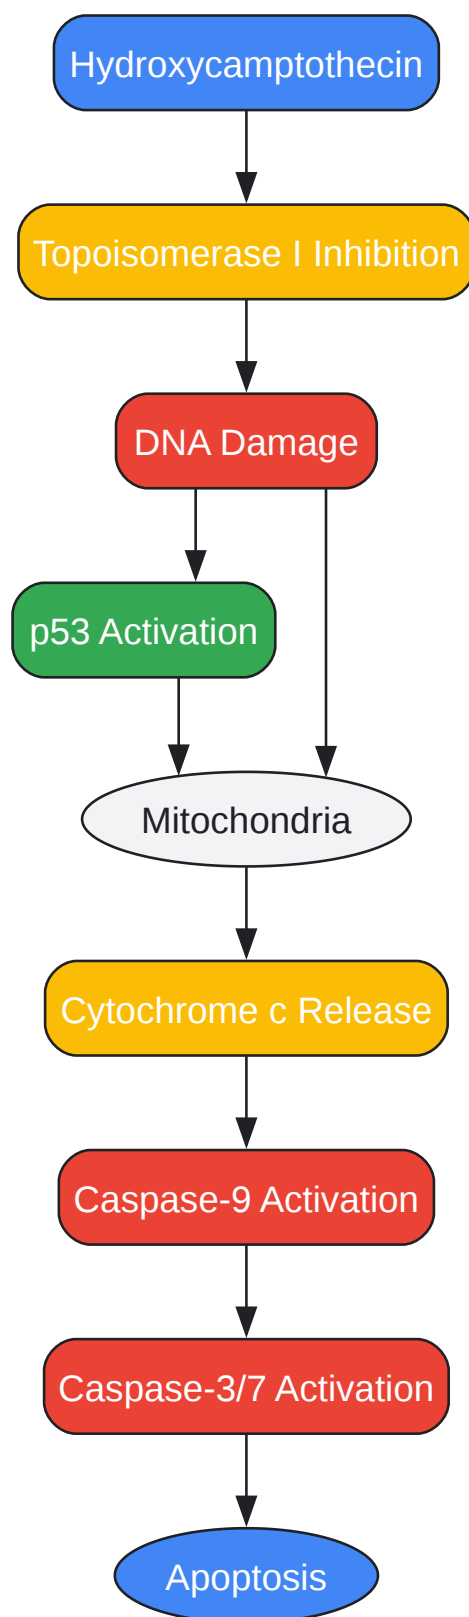 Hydroxycamptothecin
Topoisomerase I Inhibition
DNA Damage
p53 Activation
Mitochondria
Cytochrome c Release
Caspase-9 Activation
Caspase-3/7 Activation
Apoptosis